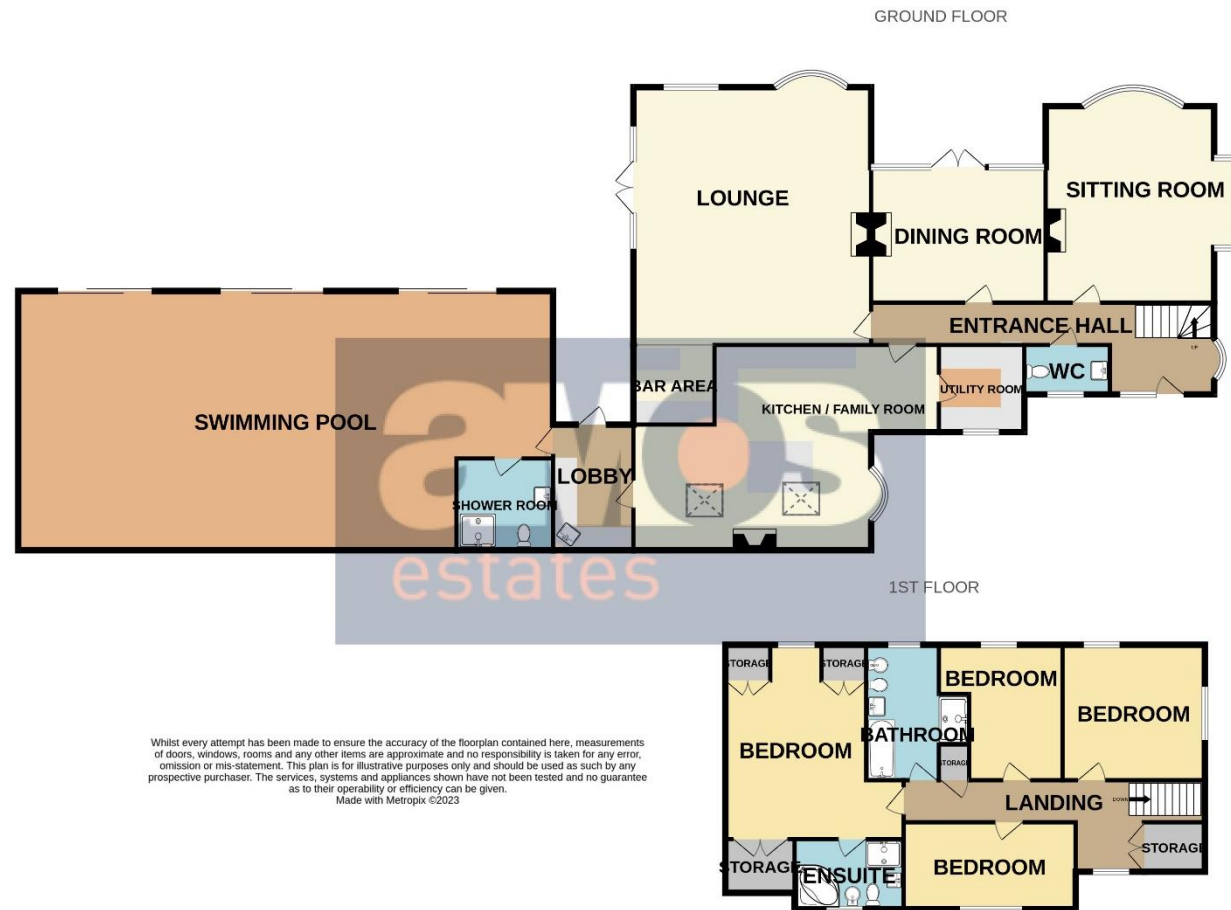 GROUND FLOOR
LOUNGE
SITTING ROOM
DINING ROOM
ENTRANCE HALL
UP
WC
BAR AREA
UTILITY ROOM
KITCHEN / FAMILY ROOM
SWIMMING POOL
LOBBY
SHOWER ROOM
amos
estates
1ST FLOOR
STORAGE
STORAGE
BEDROOM
BEDROOM
BATHROOM
BEDROOM
STORAGE
LANDING
DOWN
STORAGE
STORAGE
ENSUITE
BEDROOM
Whilst every attempt has been made to ensure the accuracy of the floorplan contained here, measurements
of doors, windows, rooms and any other items are approximate and no responsibility is taken for any error,
omission or mis-statement. This plan is for illustrative purposes only and should be used as such by any
prospective purchaser. The services, systems and appliances shown have not been tested and no guarantee
as to their operability or efficiency can be given.
Made with Metropix ©2023